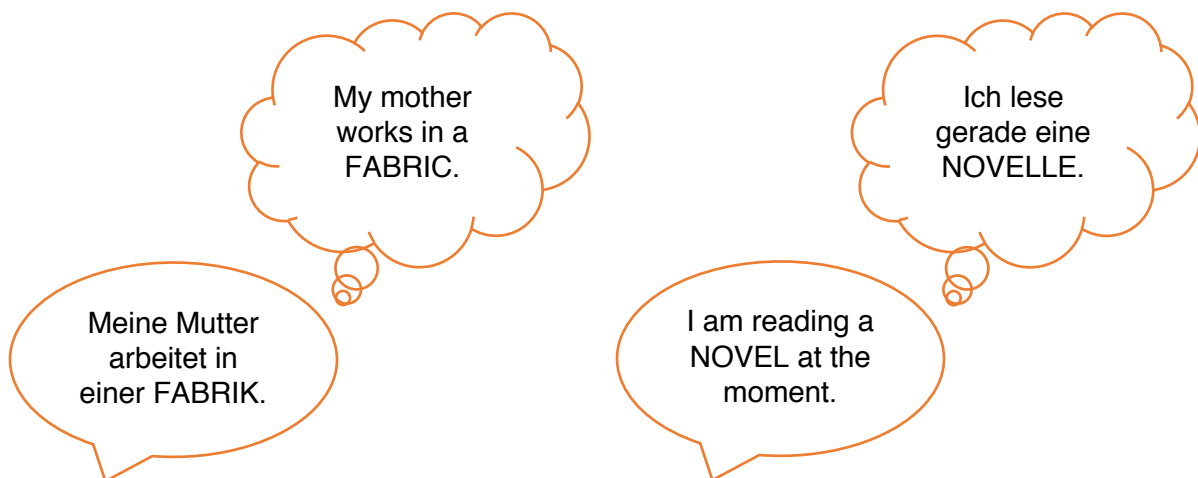 My mother
works in a
FABRIC.
Meine Mutter
arbeitet in
einer FABRIK.
Ich lese
gerade eine
NOVELLE.
I am reading a
NOVEL at the
moment.